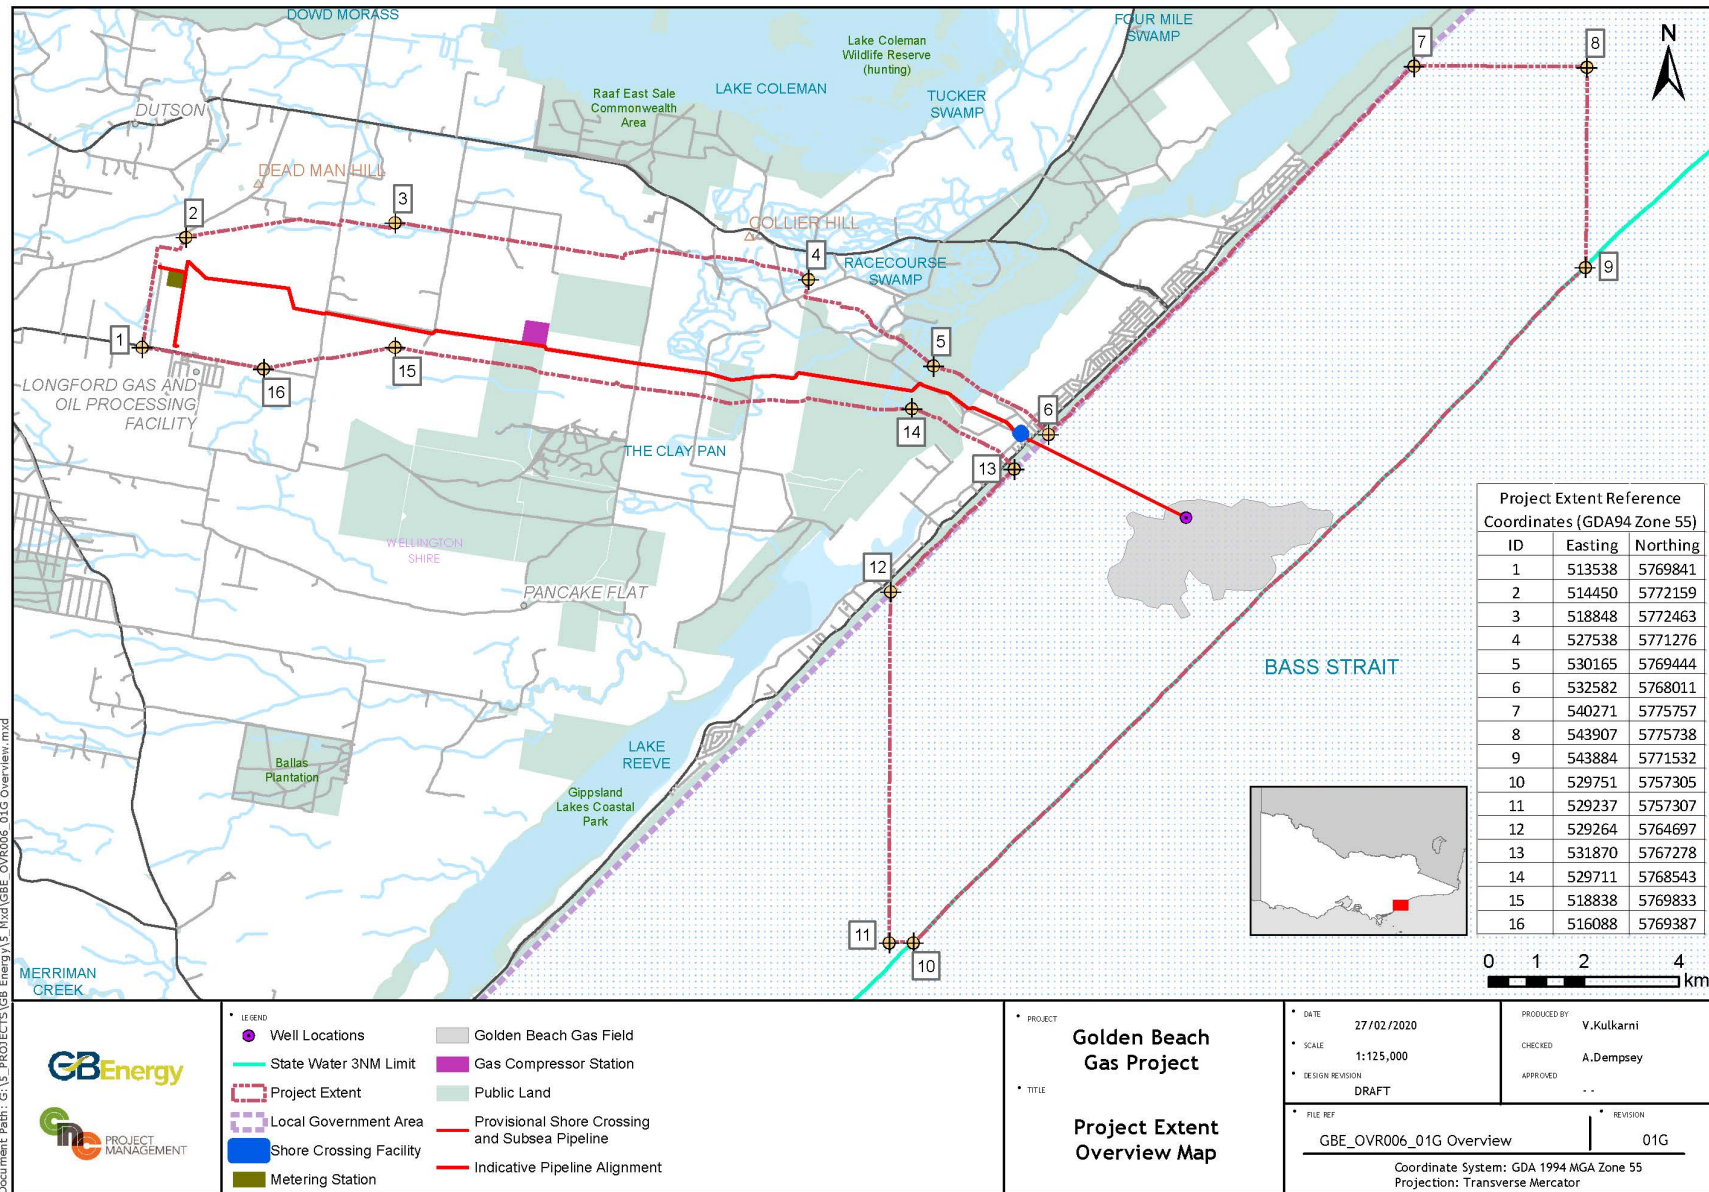 DOWD MORASS
FOUR MILE
SWAMP
7
8
N
Lake Coleman
Wildlife Reserve
(hunting)
LAKE COLEMAN
Raaf East Sale
Commonwealth
Area
TUCKER
SWAMP
DUTSON
DEAD MAN HILL
2
3
COLLIER HILL
4
RACECOURSE
SWAMP
9
1
5
15
16
LONGFORD GAS AND
OIL PROCESSING
FACILITY
6
14
THE CLAY PAN
13
WELLINGTON
SHIRE
12
PANCAKE FLAT
BASS STRAIT
LAKE
REEVE
Ballas
Plantation
Gippsland
Lakes Coastal
Park
11
10
MERRIMAN
CREEK
Project Extent Reference
Coordinates (GDA94 Zone 55)
ID Easting Northing
1 513538 5769841
2 514450 5772159
3 518848 5772463
4 527538 5771276
5 530165 5769444
6 532582 5768011
7 540271 5775757
8 543907 5775738
9 543884 5771532
10 529751 5757305
11 529237 5757307
12 529264 5764697
13 531870 5767278
14 529711 5768543
15 518838 5769833
16 516088 5769387
0 1 2 4
km
Document Path: G:\5_PROJECTS\GB Energy\5_Mxd\GBE_OVR006_01G Overview.mxd
GBEnergy
cmc PROJECT
MANAGEMENT
LEGEND
Well Locations
State Water 3NM Limit
Project Extent
Local Government Area
Shore Crossing Facility
Metering Station
Golden Beach Gas Field
Gas Compressor Station
Public Land
Provisional Shore Crossing
and Subsea Pipeline
Indicative Pipeline Alignment
PROJECT
Golden Beach
Gas Project
TITLE
Project Extent
Overview Map
DATE
27/02/2020
SCALE
1:125,000
DESIGN REVISION
DRAFT
PRODUCED BY
V.Kulkarni
CHECKED
A.Dempsey
APPROVED
- -
FILE REF
GBE_OVR006_01G Overview
REVISION
01G
Coordinate System: GDA 1994 MGA Zone 55
Projection: Transverse Mercator